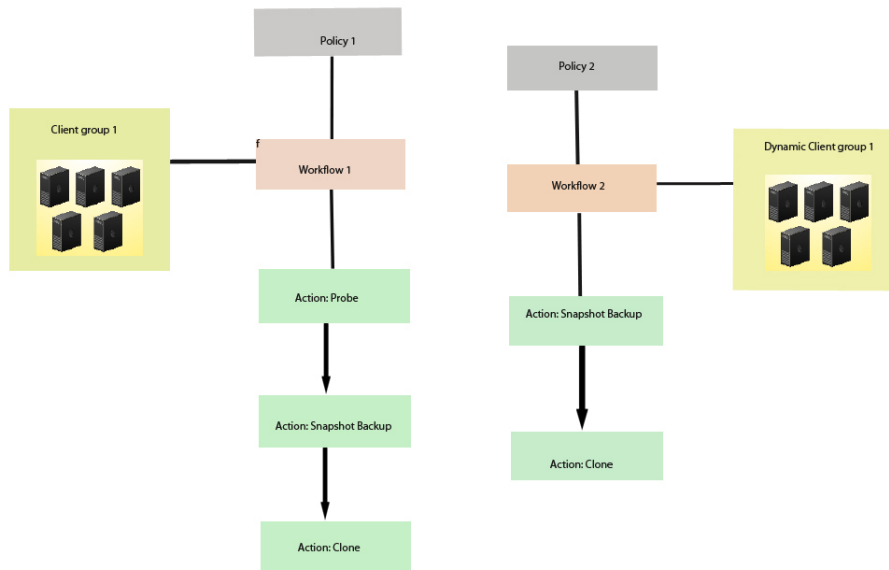 Policy 1
Client group 1
f
Workflow 1
Action: Probe
Action: Snapshot Backup
Action: Clone
Policy 2
Workflow 2
Dynamic Client group 1
Action: Snapshot Backup
Action: Clone